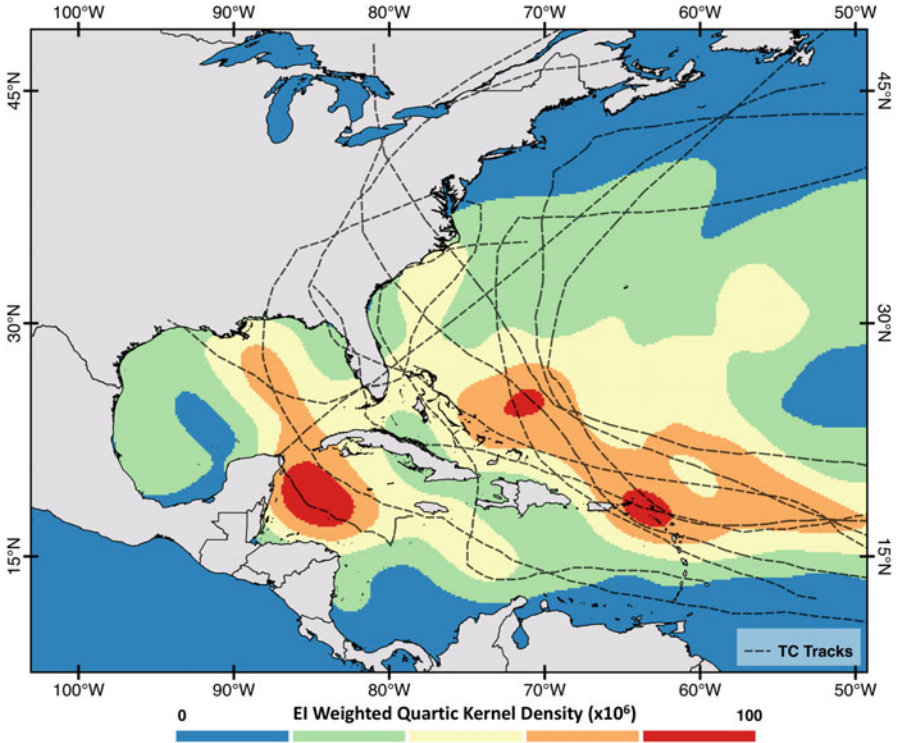 100°W 90°W 80°W 70°W 60°W 50°W
45°N 45°N
30°N 30°N
15°N 15°N
--- TC Tracks
100°W 90°W 80°W 70°W 60°W 50°W
0 EI Weighted Quartic Kernel Density (x10⁶) 100